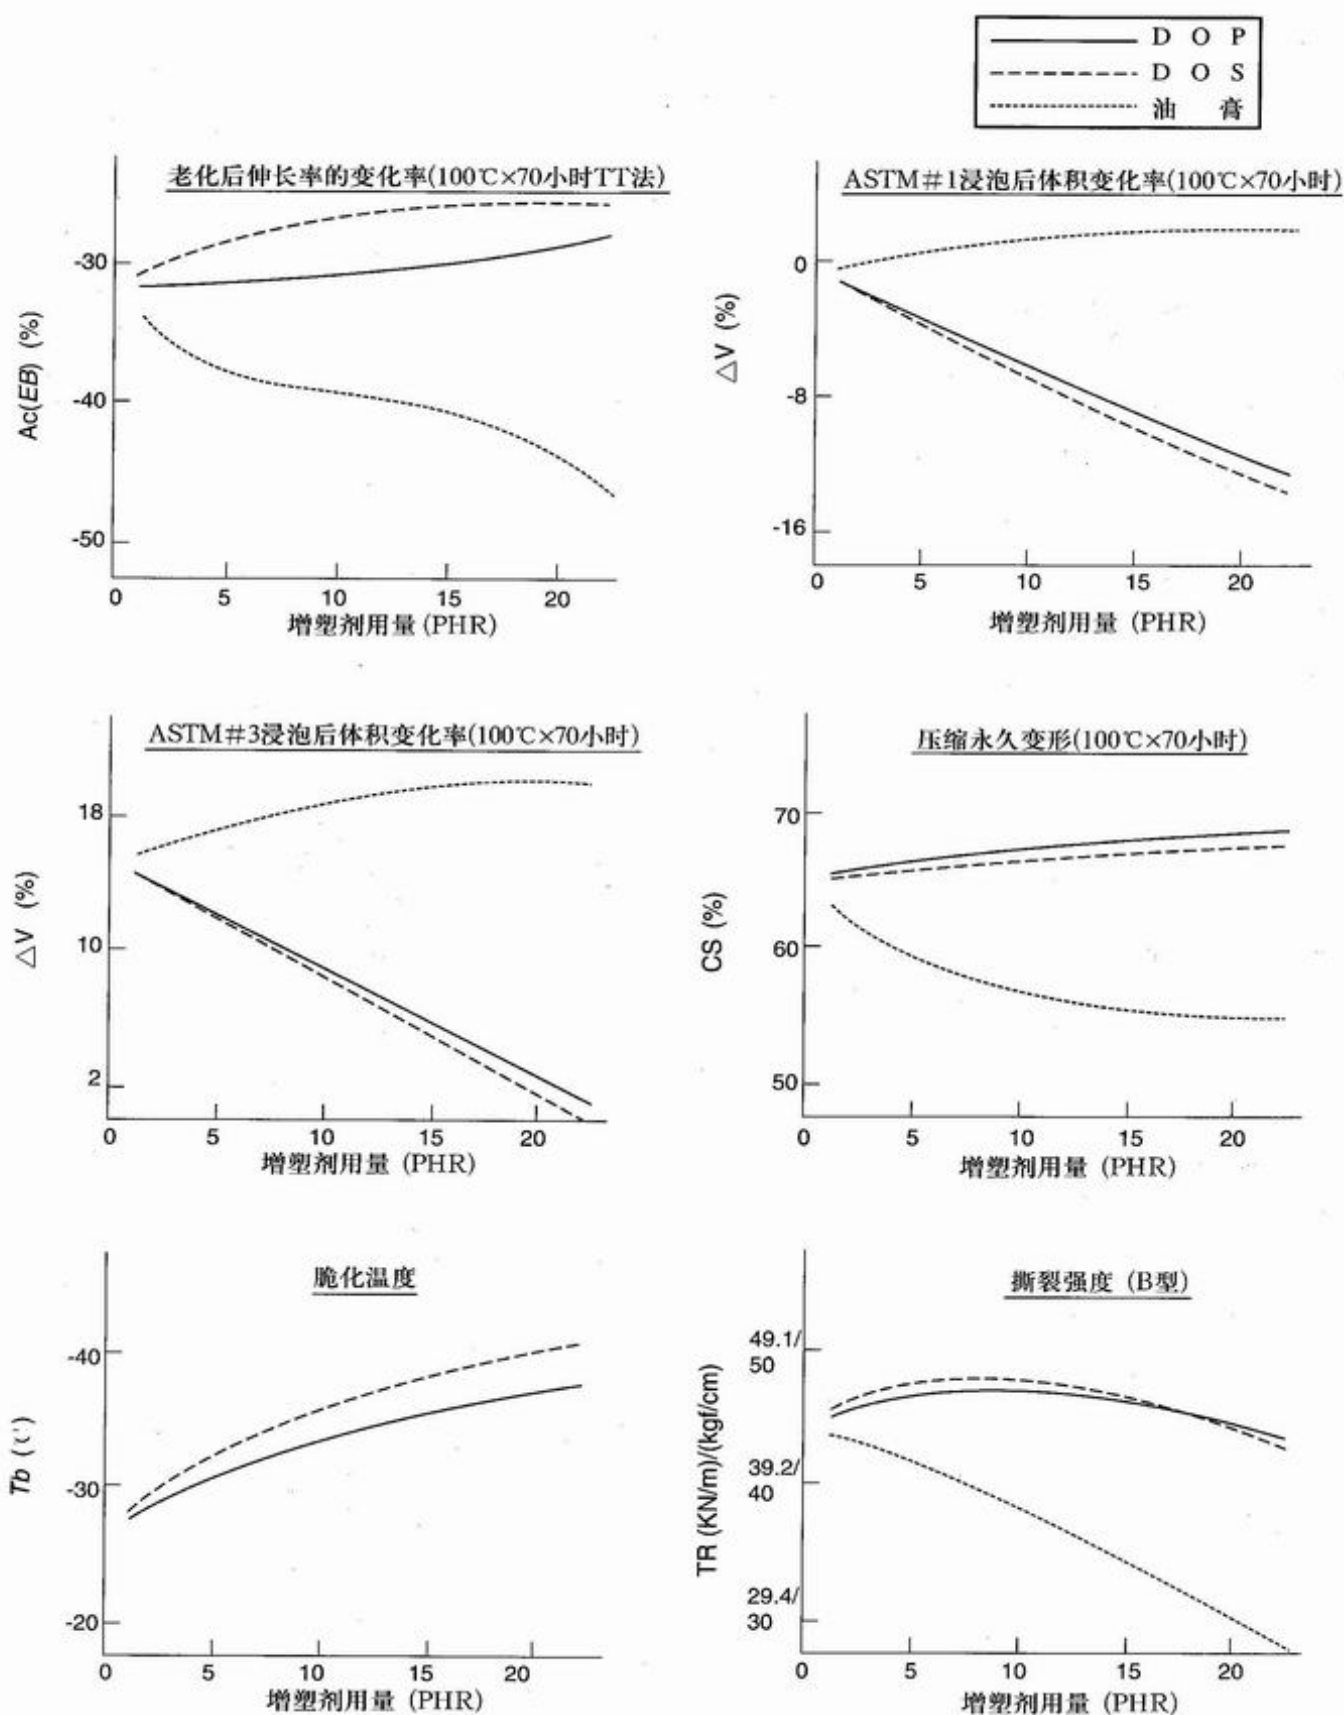 D O P
D O S
油 膏
老化后伸长率的变化率(100℃×70小时TT法)
Ac(EB) (%)
-30
-40
-50
0 5 10 15 20
增塑剂用量(PHR)
ASTM#1浸泡后体积变化率(100℃×70小时)
△V (%)
0
-8
-16
0 5 10 15 20
增塑剂用量 (PHR)
ASTM#3浸泡后体积变化率(100℃×70小时)
△V (%)
18
10
2
0 5 10 15 20
增塑剂用量 (PHR)
压缩永久变形(100℃×70小时)
CS (%)
70
60
50
0 5 10 15 20
增塑剂用量 (PHR)
脆化温度
Tb (℃)
-40
-30
-20
0 5 10 15 20
增塑剂用量 (PHR)
撕裂强度 (B型)
TR (KN/m)/(kgf/cm)
49.1/
50
39.2/
40
29.4/
30
0 5 10 15 20
增塑剂用量 (PHR)